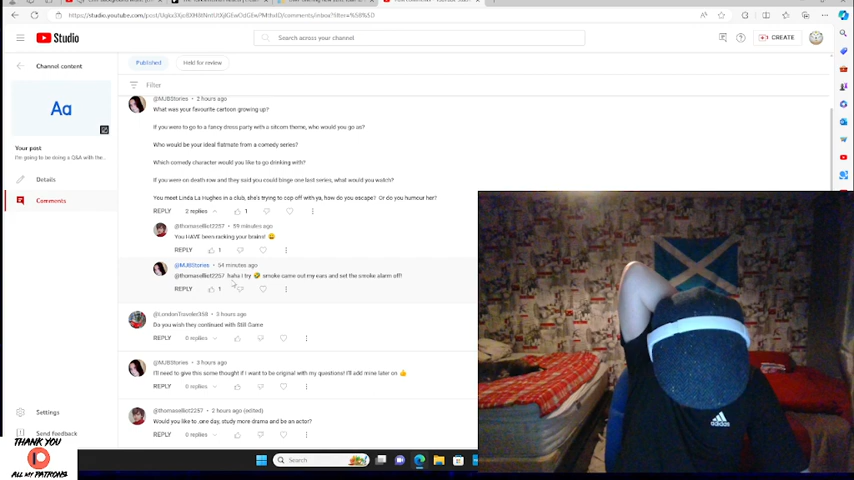 Studio
Search across your channel
CREATE
Channel content
Published
Held for review
Filter
Aa
Your post
I'm going to be doing a Q&A with the...
Details
Comments
Settings
Send feedback
@MJBStories • 2 hours ago
What was your favourite cartoon growing up?
If you were to go to a fancy dress party with a sitcom theme, who would you go as?
Who would be your ideal flatmate from a comedy series?
Which comedy character would you like to go drinking with?
If you were on death row and they said you could binge one last series, what would you watch?
You meet Linda La Hughes in a club, she's trying to cop off with ya, how do you escape? Or do you humour her?
REPLY 2 replies 1
@thomaselliot2257 • 59 minutes ago
You HAVE been racking your brains! 😄
REPLY 1
@MJBStories • 54 minutes ago
@thomaselliot2257 haha I try 🤣 smoke came out my ears and set the smoke alarm off!
REPLY 1
@LondonTraveler358 • 3 hours ago
Do you wish they continued with Still Game
REPLY 0 replies
@MJBStories • 3 hours ago
I'll need to give this some thought if I want to be original with my questions! I'll add mine later on 👍
REPLY 0 replies
@thomaselliot2257 • 2 hours ago (edited)
Would you like to ,one day, study more drama and be an actor?
REPLY 0 replies
THANK YOU
ALL MY PATRONS
Search
adidas